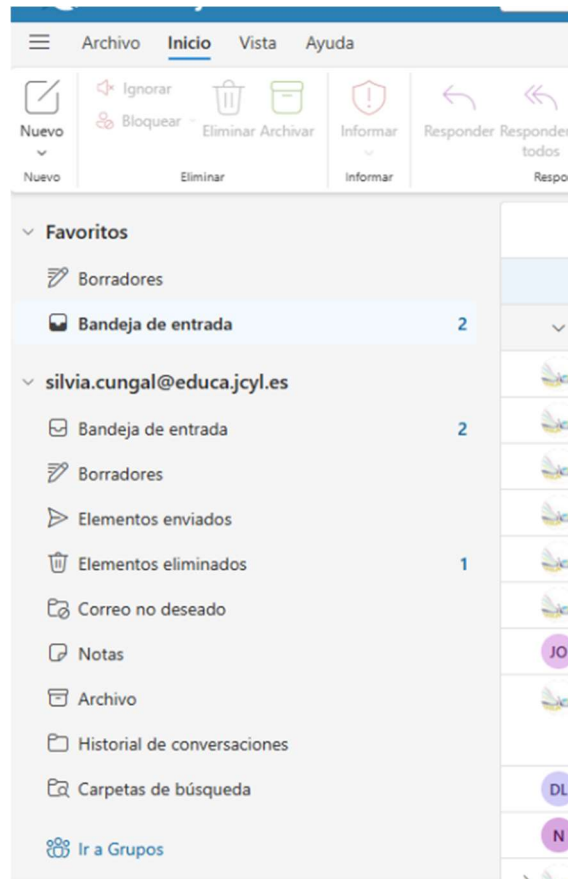 Archivo Inicio Vista Ayuda
Nuevo
Ignorar
Bloquear
Eliminar Archivar
Informar
Responder Responder
todos
Nuevo Eliminar Informar Respo
Favoritos
Borradores
Bandeja de entrada 2
silvia.cungal@educa.jcyl.es
Bandeja de entrada 2
Borradores
Elementos enviados
Elementos eliminados 1
Correo no deseado
Notas
JO
Archivo
Historial de conversaciones
Carpetas de búsqueda
DL
N
Ir a Grupos